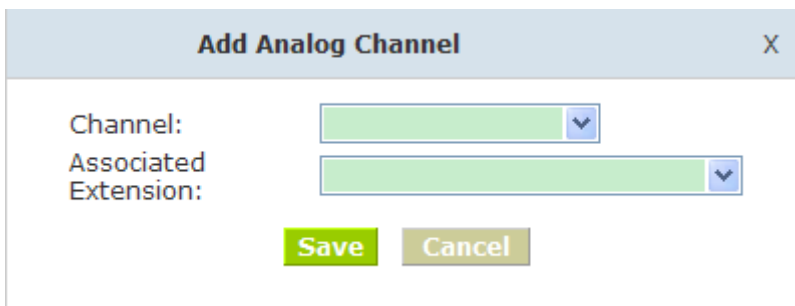 Add Analog Channel X
Channel:
Associated
Extension:
Save Cancel